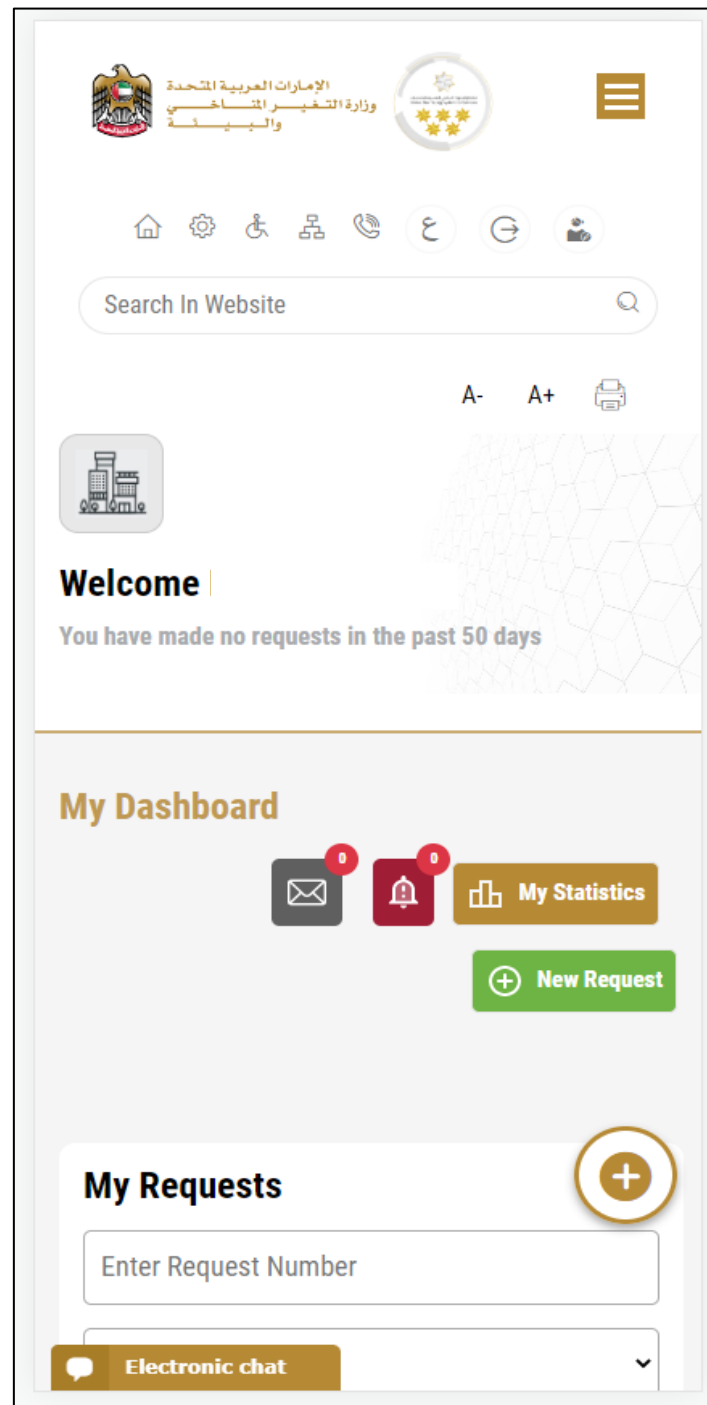 الإمارات العربية المتحدة
وزارة التغير المناخي
والبيئة
ع
Search In Website
A- A+
Welcome
You have made no requests in the past 50 days
My Dashboard
0 0
My Statistics
New Request
My Requests
Enter Request Number
Electronic chat